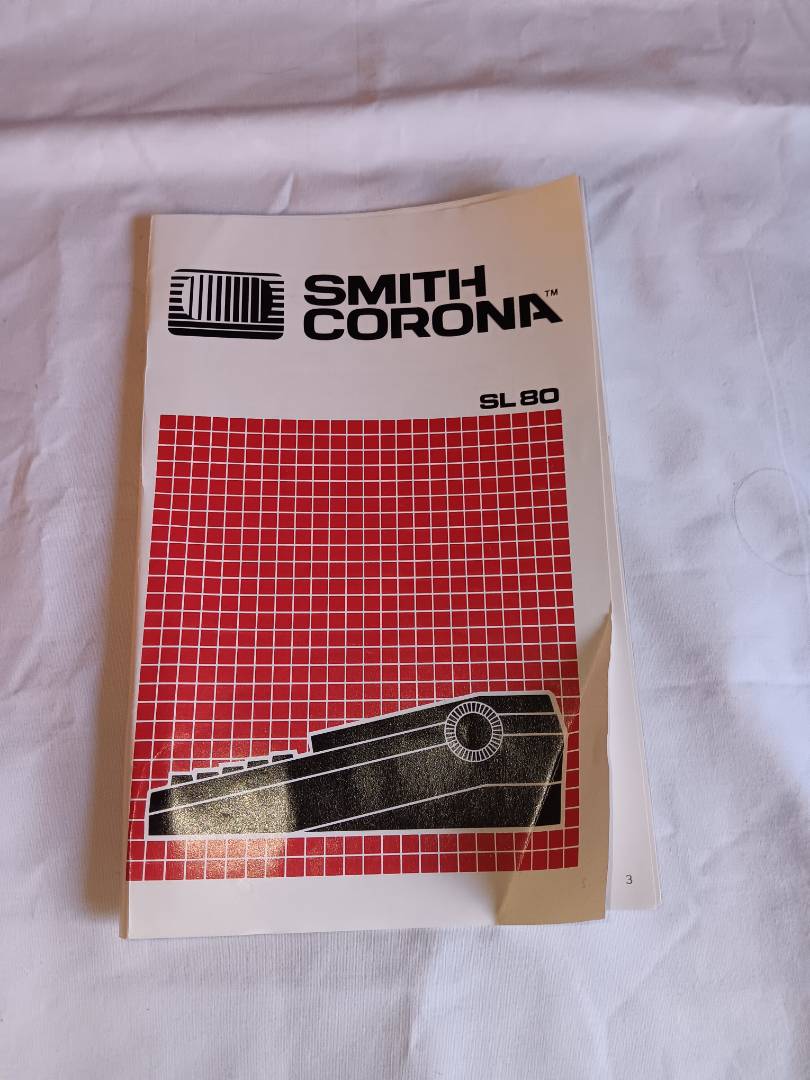 SMITH
CORONA™
SL 80
3